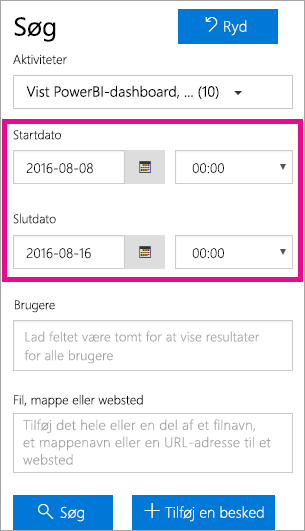 Søg
Ryd
Aktiviteter
Vist PowerBI-dashboard, ... (10)
Startdato
2016-08-08 00:00
Slutdato
2016-08-16 00:00
Brugere
Lad feltet være tomt for at vise resultater
for alle brugere
Fil, mappe eller websted
Tilføj det hele eller en del af et filnavn,
et mappenavn eller en URL-adresse til et
websted
Søg
Tilføj en besked